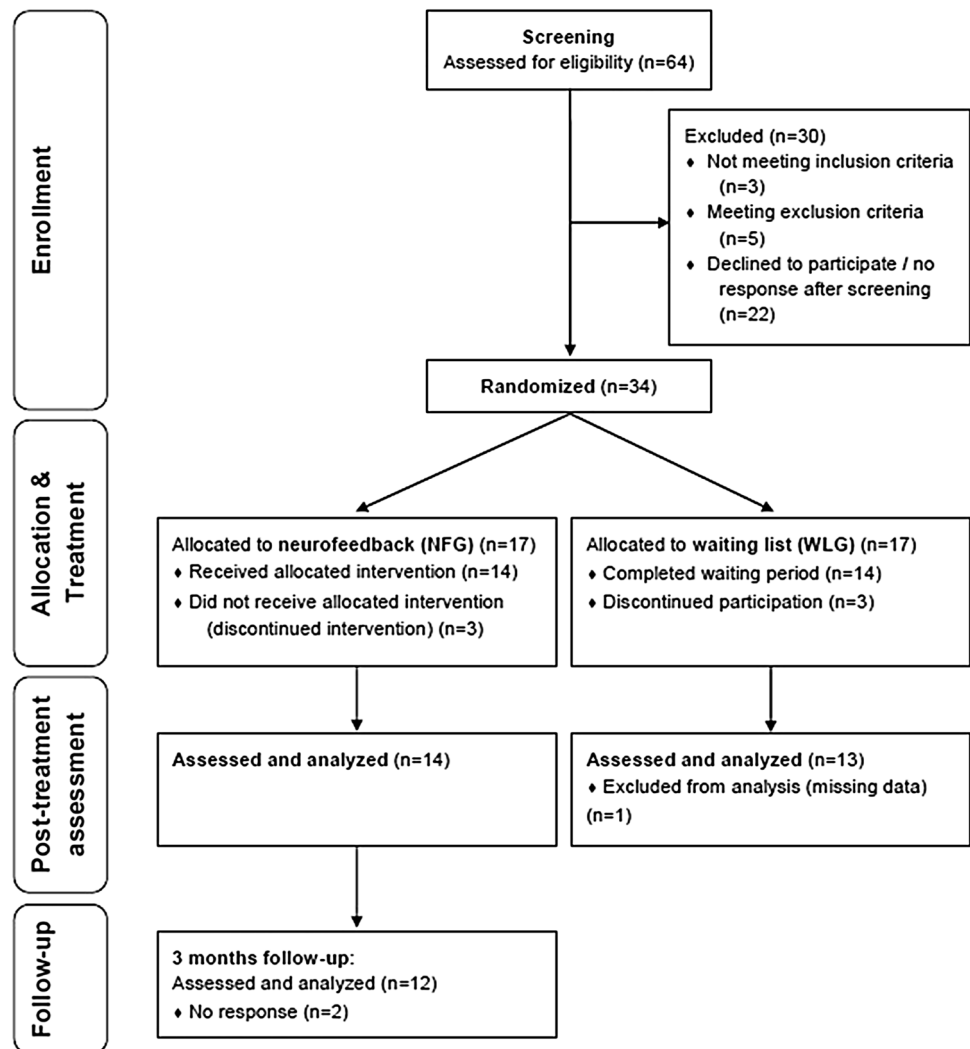 Enrollment
Screening
Assessed for eligibility (n=64)
Excluded (n=30)
♦ Not meeting inclusion criteria
(n=3)
♦ Meeting exclusion criteria
(n=5)
♦ Declined to participate / no
response after screening
(n=22)
Randomized (n=34)
Allocation &
Treatment
Allocated to neurofeedback (NFG) (n=17)
♦ Received allocated intervention (n=14)
♦ Did not receive allocated intervention
(discontinued intervention) (n=3)
Allocated to waiting list (WLG) (n=17)
♦ Completed waiting period (n=14)
♦ Discontinued participation (n=3)
Post-treatment
assessment
Assessed and analyzed (n=14)
Assessed and analyzed (n=13)
♦ Excluded from analysis (missing data)
(n=1)
Follow-up
3 months follow-up:
Assessed and analyzed (n=12)
♦ No response (n=2)